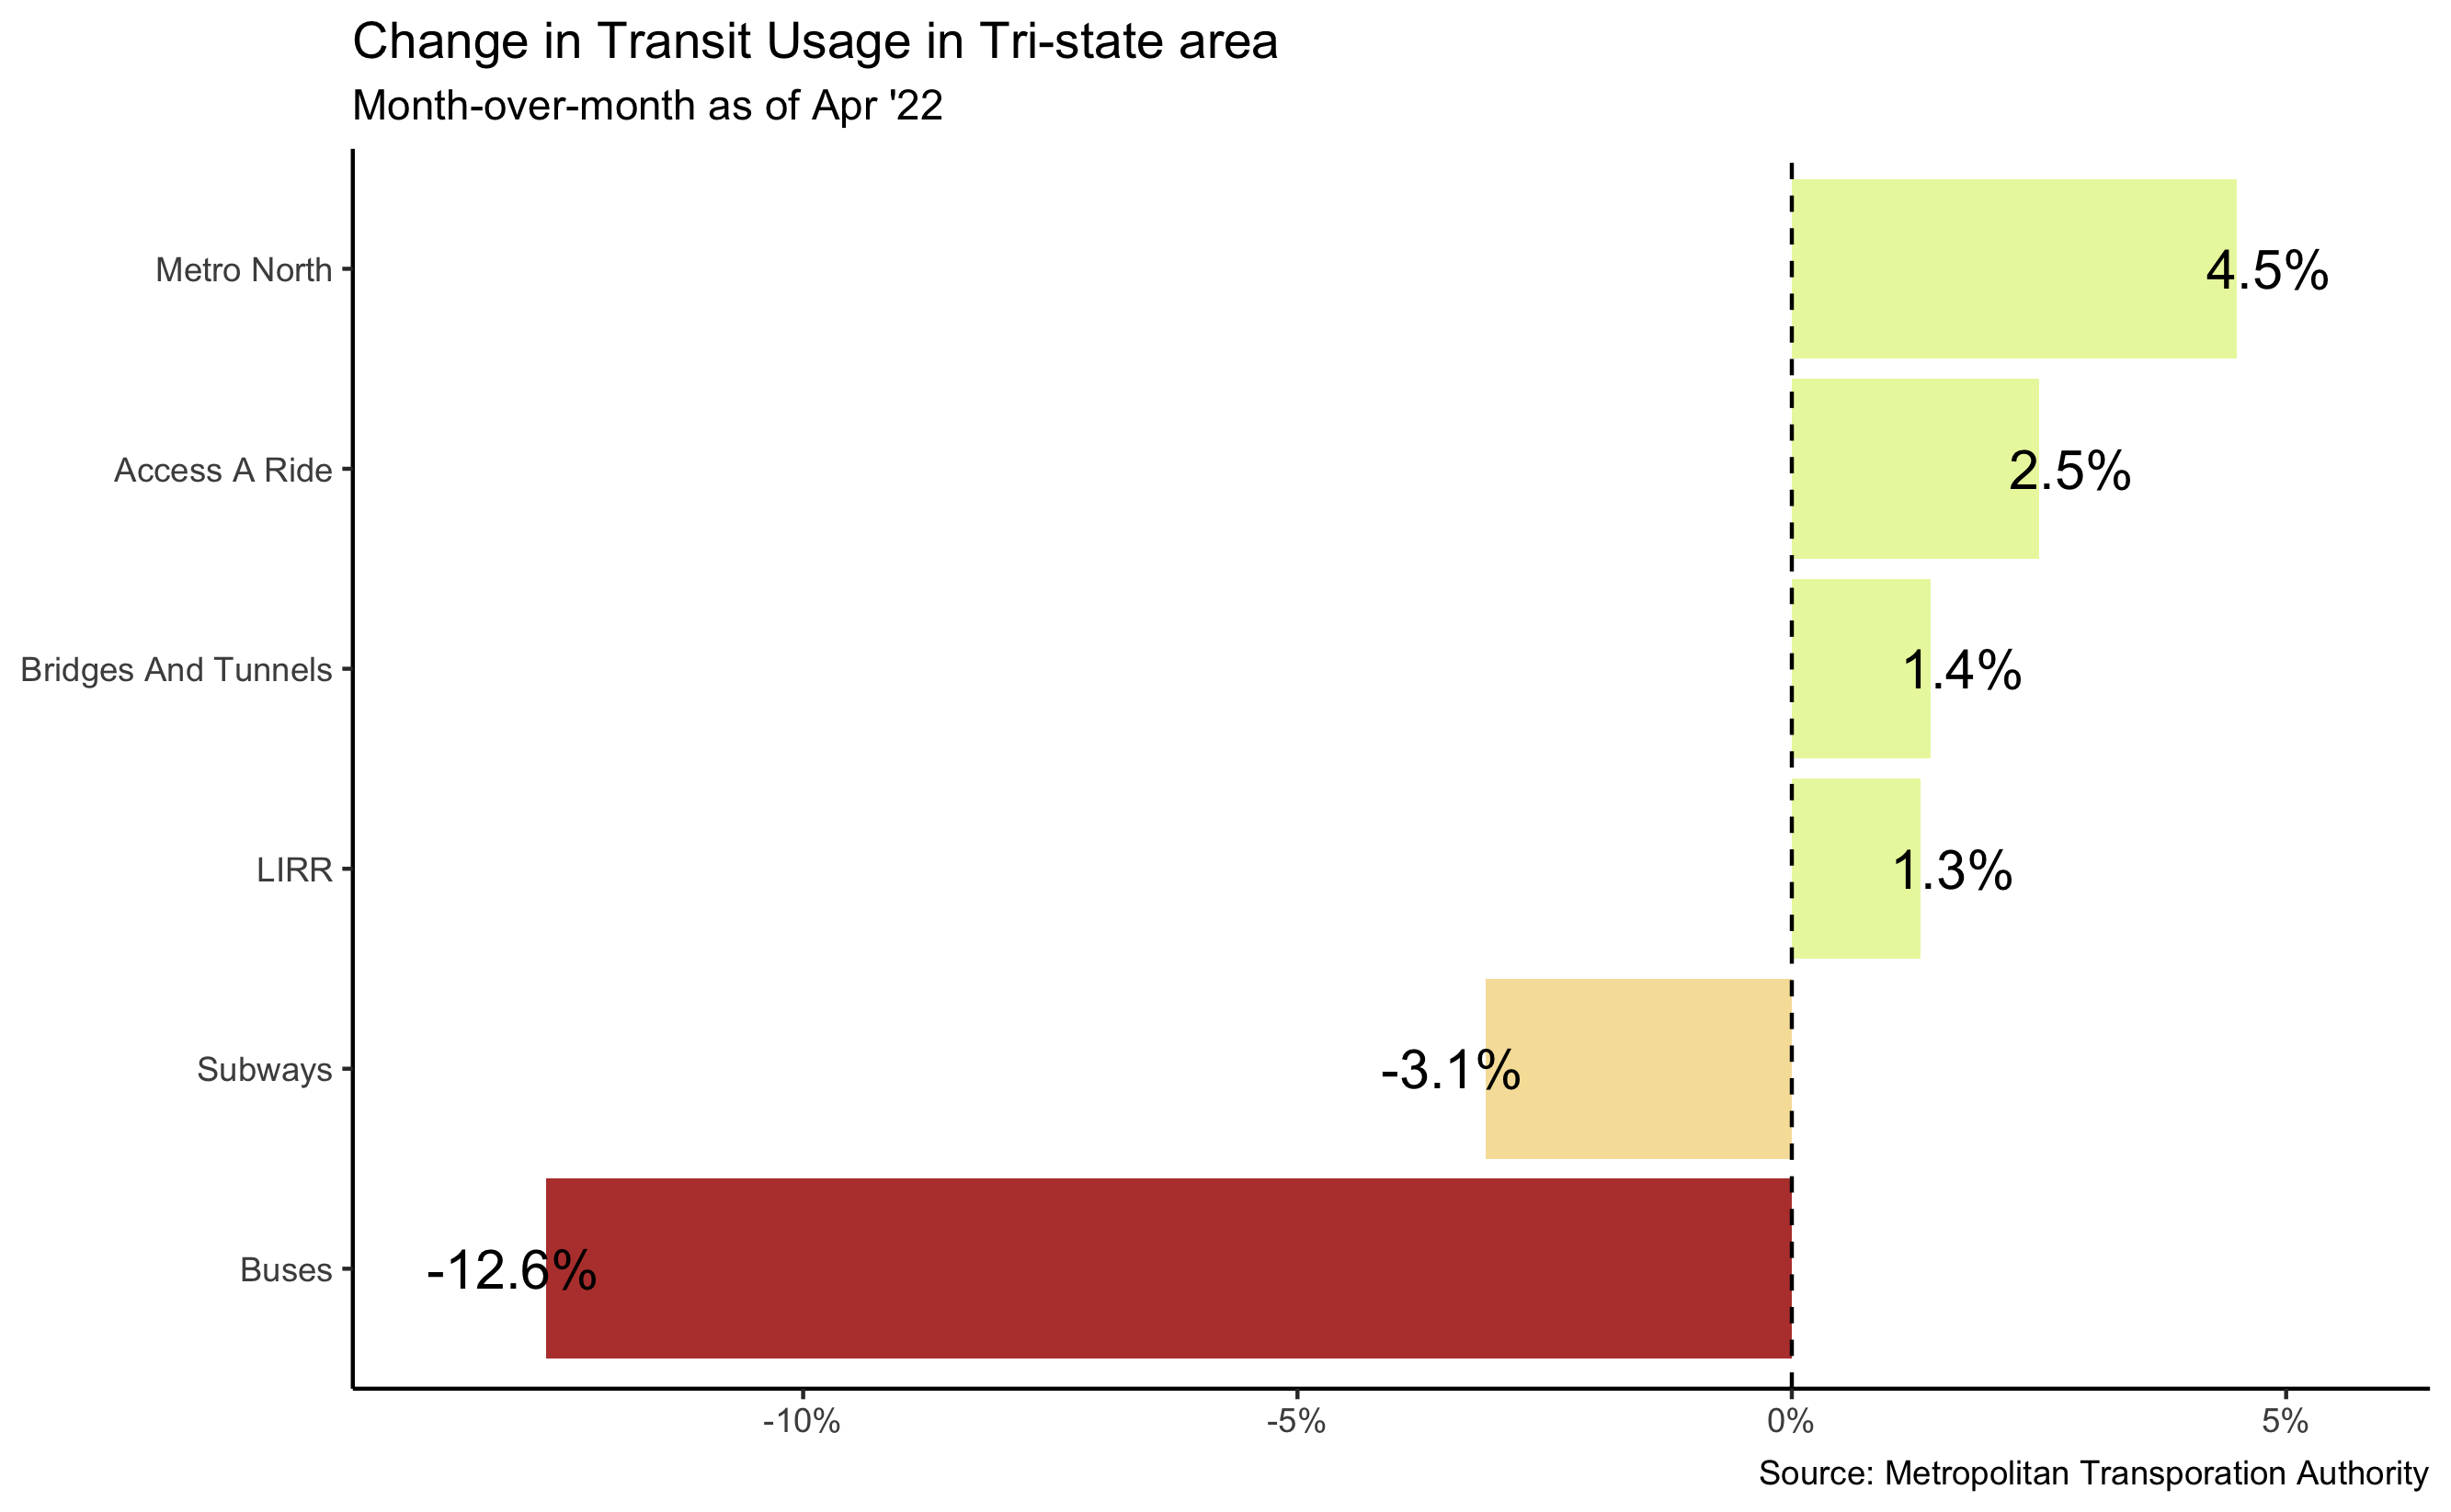 Change in Transit Usage in Tri-state area
Month-over-month as of Apr '22
Metro North
4.5%
Access A Ride
2.5%
Bridges And Tunnels
1.4%
LIRR
1.3%
Subways
-3.1%
Buses
-12.6%
-10%
-5%
0%
5%
Source: Metropolitan Transporation Authority